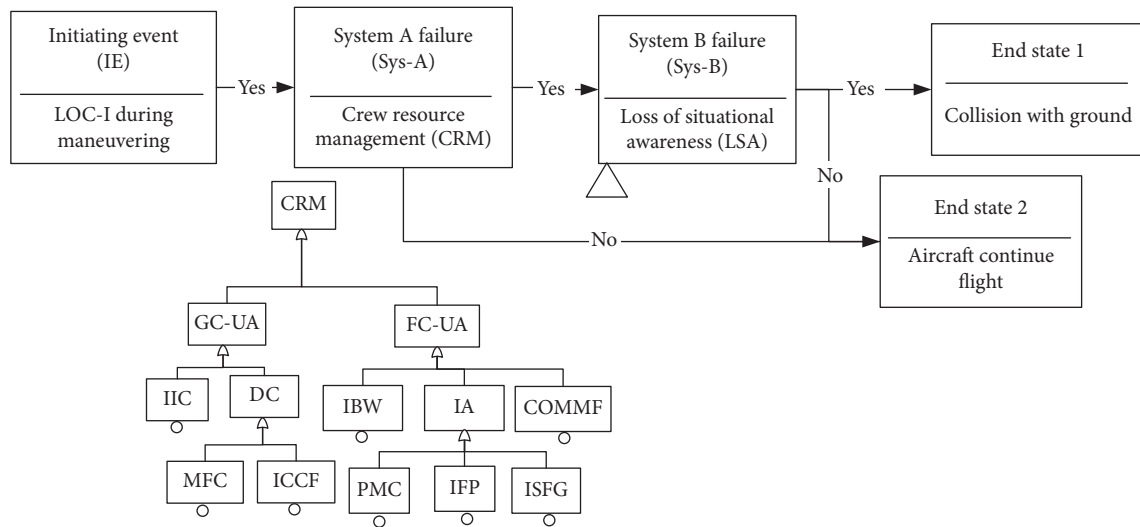 Initiating event
(IE)
LOC-I during
maneuvering
Yes
System A failure
(Sys-A)
Crew resource
management (CRM)
Yes
System B failure
(Sys-B)
Loss of situational
awareness (LSA)
Yes
End state 1
Collision with ground
No
No
End state 2
Aircraft continue
flight
CRM
GC-UA
FC-UA
IIC
DC
IBW
IA
COMMF
MFC
ICCF
PMC
IFP
ISFG